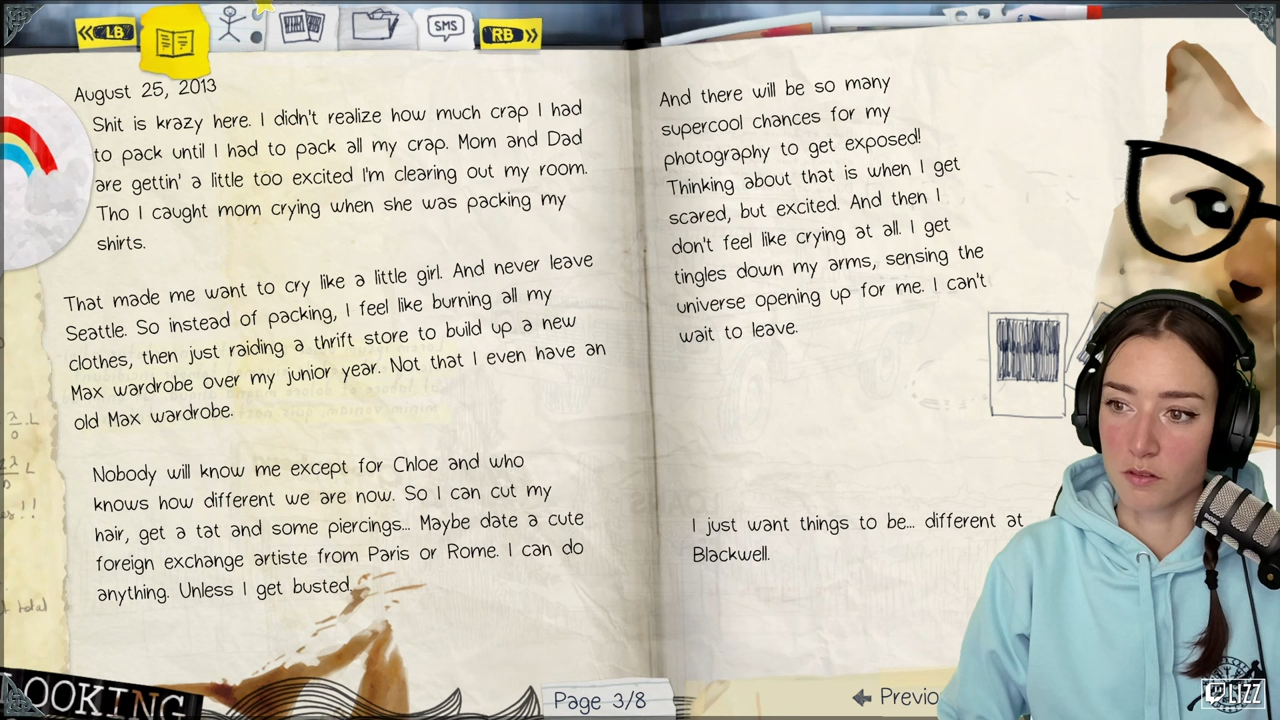 LB
SMS
RB
August 25, 2013
Shit is krazy here. I didn't realize how much crap I had
to pack until I had to pack all my crap. Mom and Dad
are gettin' a little too excited I'm clearing out my room.
Tho I caught mom crying when she was packing my
shirts.
That made me want to cry like a little girl. And never leave
Seattle. So instead of packing, I feel like burning all my
clothes, then just raiding a thrift store to build up a new
Max wardrobe over my junior year. Not that I even have an
old Max wardrobe.
Nobody will know me except for Chloe and who
knows how different we are now. So I can cut my
hair, get a tat and some piercings... Maybe date a cute
foreign exchange artiste from Paris or Rome. I can do
anything. Unless I get busted.
And there will be so many
supercool chances for my
photography to get exposed!
Thinking about that is when I get
scared, but excited. And then I
don't feel like crying at all. I get
tingles down my arms, sensing the
universe opening up for me. I can't
wait to leave.
I just want things to be... different at
Blackwell.
OOKING
Page 3/8
Previo
LIZZ